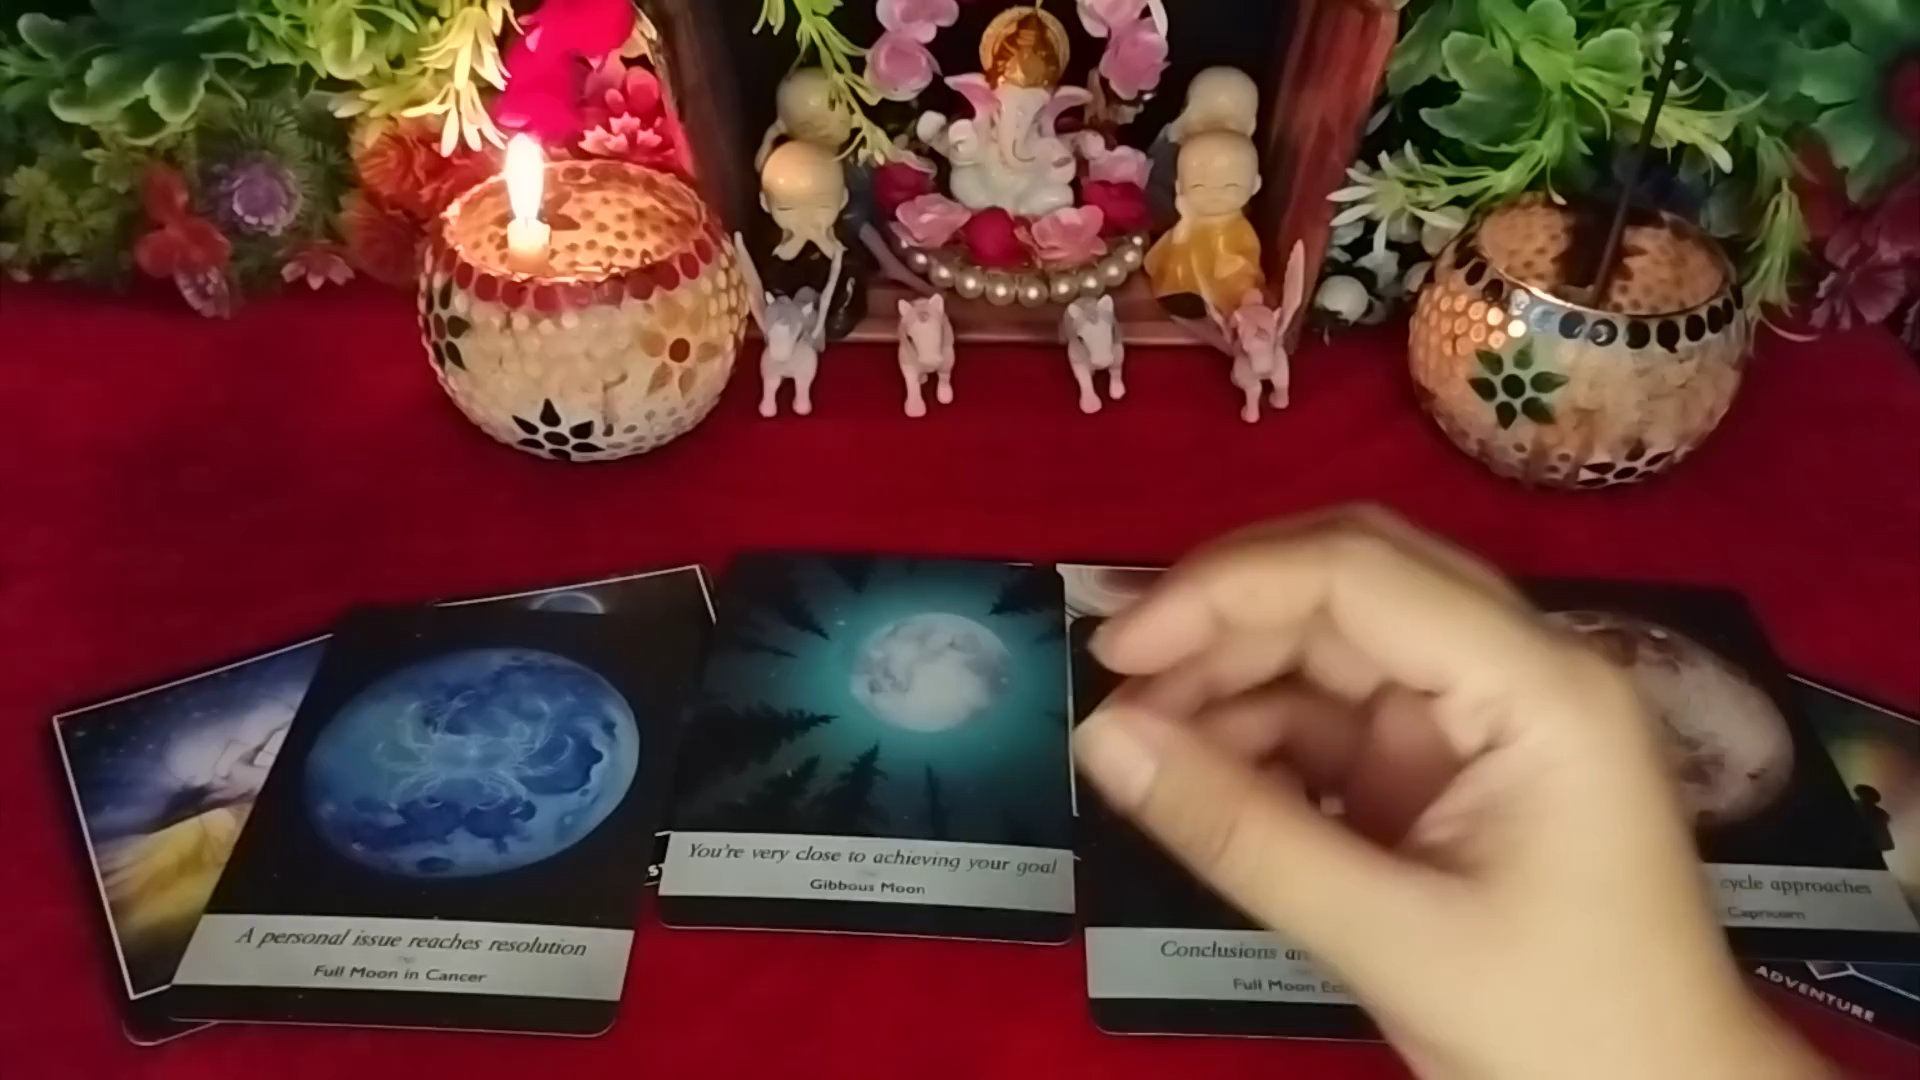 A personal issue reaches resolution
Full Moon in Cancer
ST
You're very close to achieving your goal
Gibbous Moon
Conclusions
Full Moon
cycle approaches
Capricorn
ADVENTURE